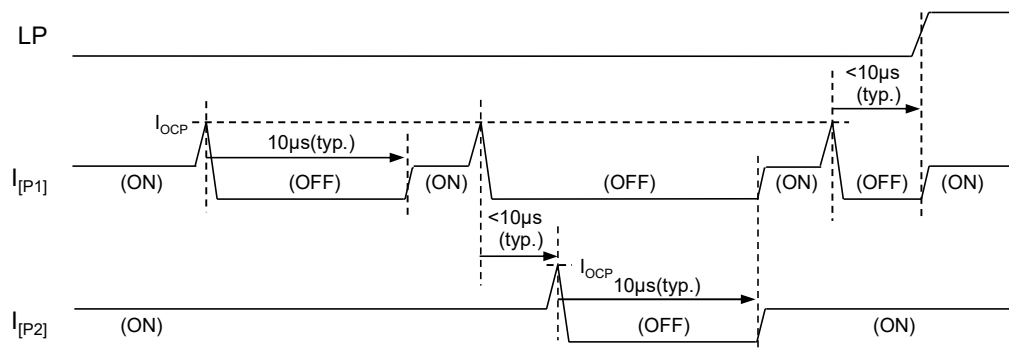 LP
<10µs
(typ.)
I_OCP
10µs(typ.)
I_[P1]
(ON) (OFF) (ON) (OFF) (ON) (OFF) (ON)
<10µs
(typ.)
I_OCP
10µs(typ.)
I_[P2]
(ON) (OFF) (ON)